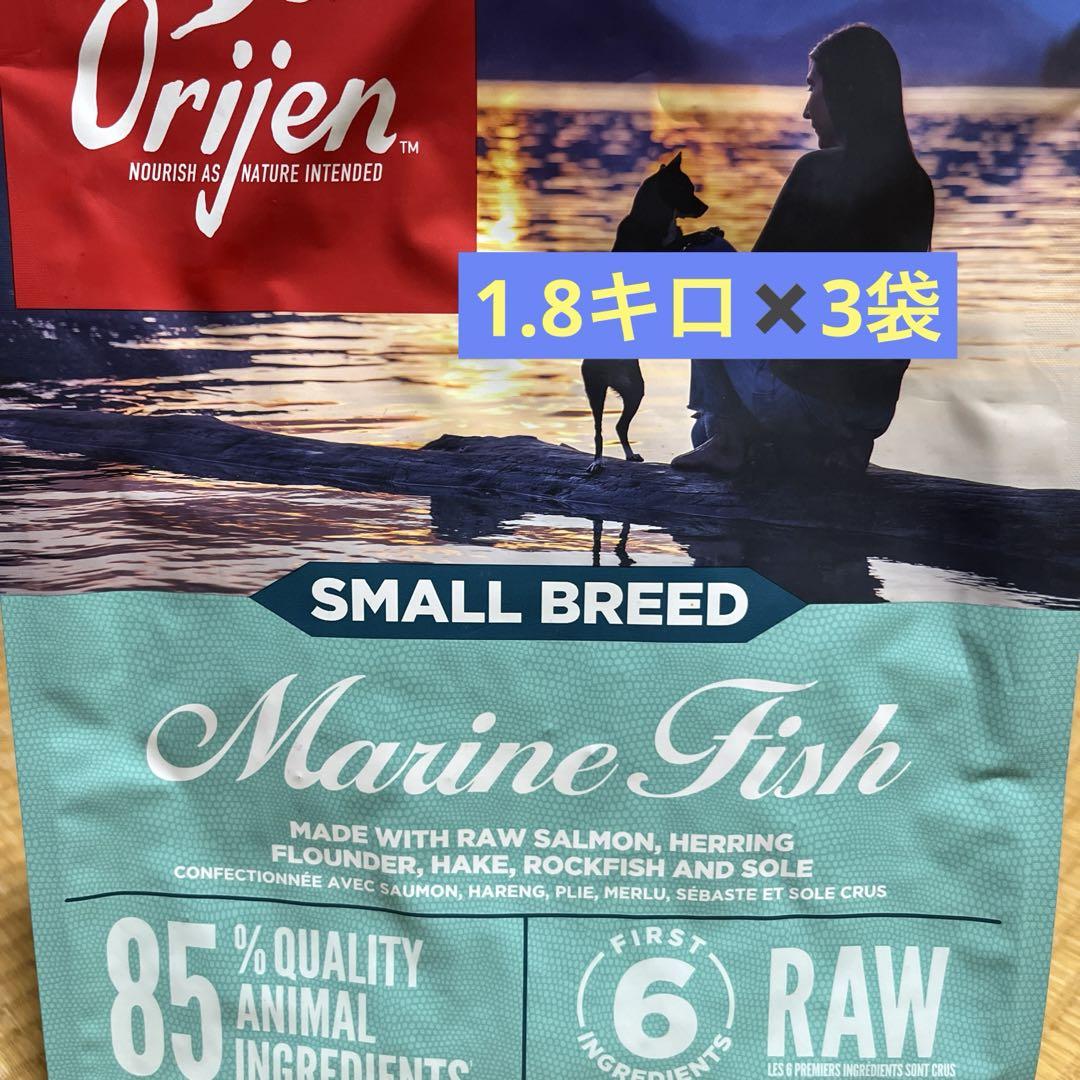 Orijen™
NOURISH AS NATURE INTENDED
1.8キロ✖️3袋
SMALL BREED
Marine Fish
MADE WITH RAW SALMON, HERRING
FLOUNDER, HAKE, ROCKFISH AND SOLE
CONFECTIONNÉE AVEC SAUMON, HARENG, PLIE, MERLU, SÉBASTE ET SOLE CRUS
85% QUALITY
ANIMAL
INGREDIENTS
FIRST
6
INGREDIENTS
RAW
LES 6 PREMIERS INGRÉDIENTS SONT CRUS